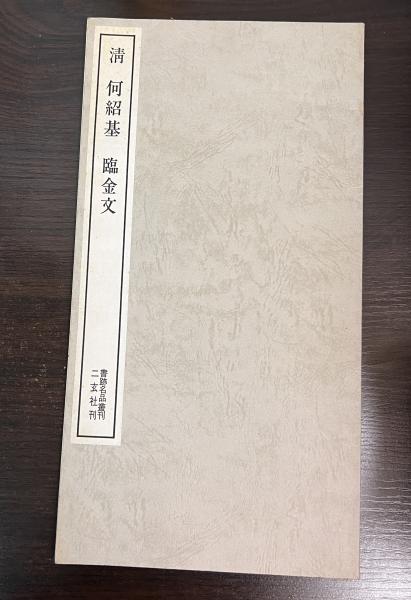 清 何紹基 臨金文
書跡名品叢刊
二玄社刊